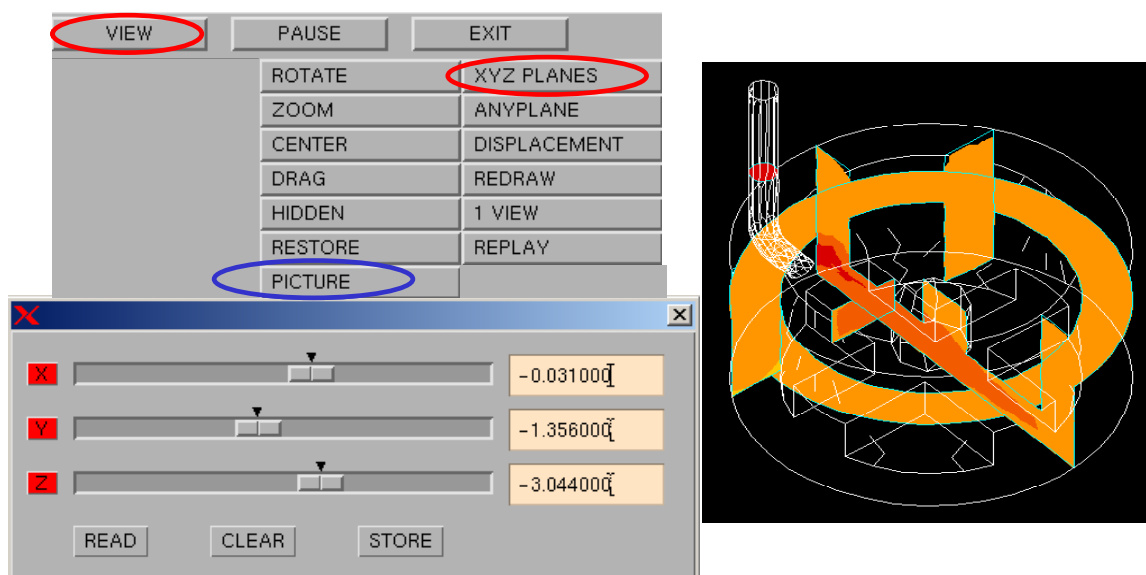 VIEW PAUSE EXIT
ROTATE XYZ PLANES
ZOOM ANYPLANE
CENTER DISPLACEMENT
DRAG REDRAW
HIDDEN 1 VIEW
RESTORE REPLAY
PICTURE
X -0.031000
Y -1.356000
Z -3.044000
READ CLEAR STORE